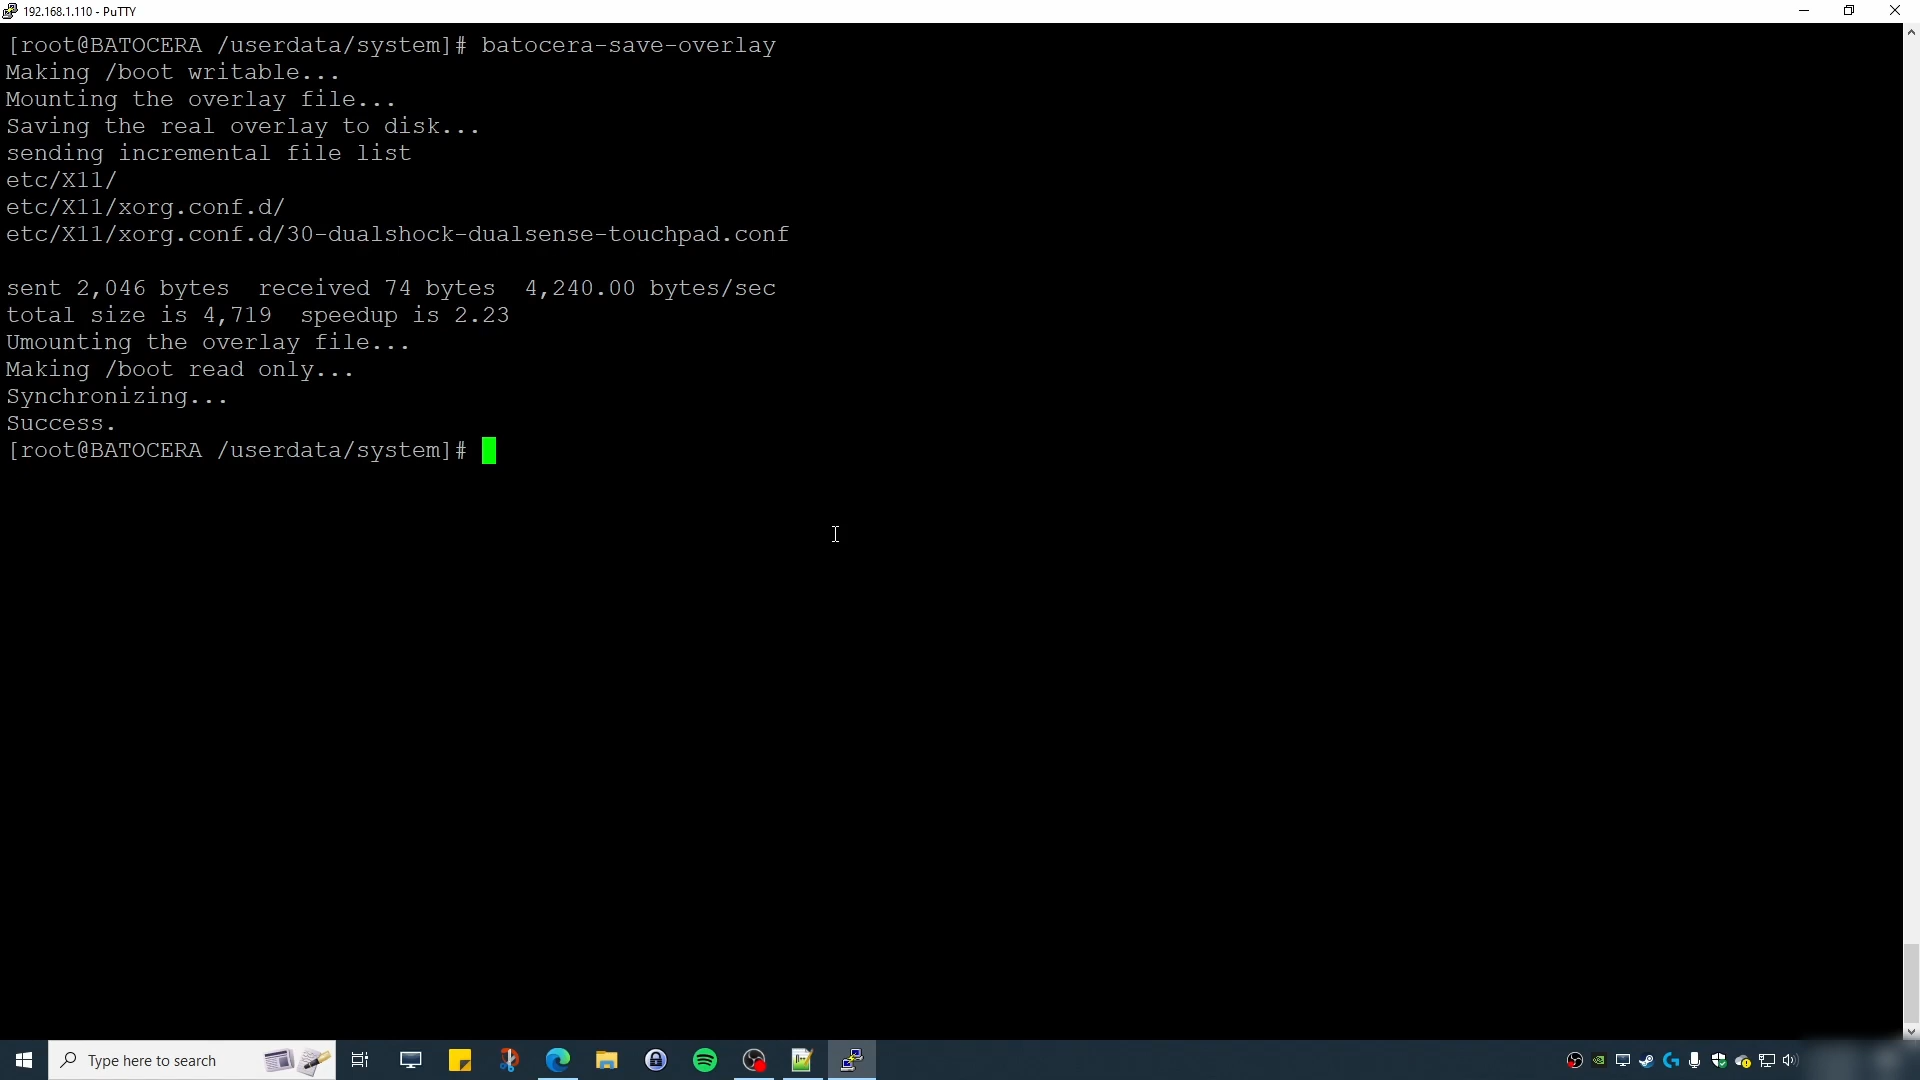 192.168.1.110 - PuTTY
[root@BATOCERA /userdata/system]# batocera-save-overlay
Making /boot writable...
Mounting the overlay file...
Saving the real overlay to disk...
sending incremental file list
etc/X11/
etc/X11/xorg.conf.d/
etc/X11/xorg.conf.d/30-dualshock-dualsense-touchpad.conf
sent 2,046 bytes  received 74 bytes  4,240.00 bytes/sec
total size is 4,719  speedup is 2.23
Umounting the overlay file...
Making /boot read only...
Synchronizing...
Success.
[root@BATOCERA /userdata/system]#
Type here to search